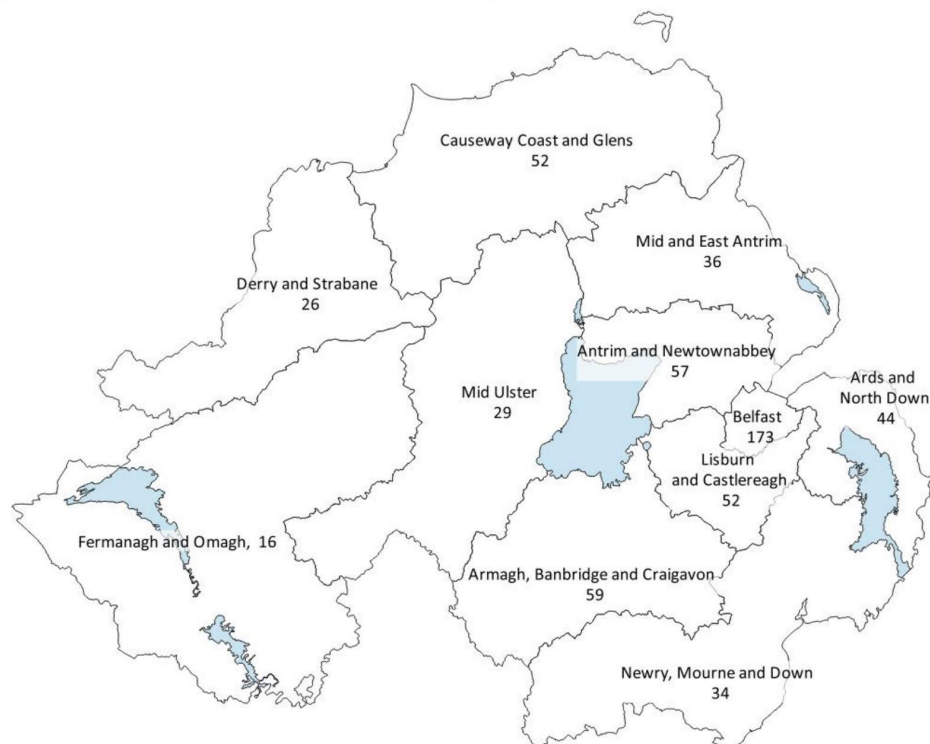 Causeway Coast and Glens
52
Mid and East Antrim
36
Derry and Strabane
26
Antrim and Newtownabbey
57
Mid Ulster
29
Ards and
North Down
44
Belfast
173
Lisburn
and Castlereagh
52
Fermanagh and Omagh, 16
Armagh, Banbridge and Craigavon
59
Newry, Mourne and Down
34